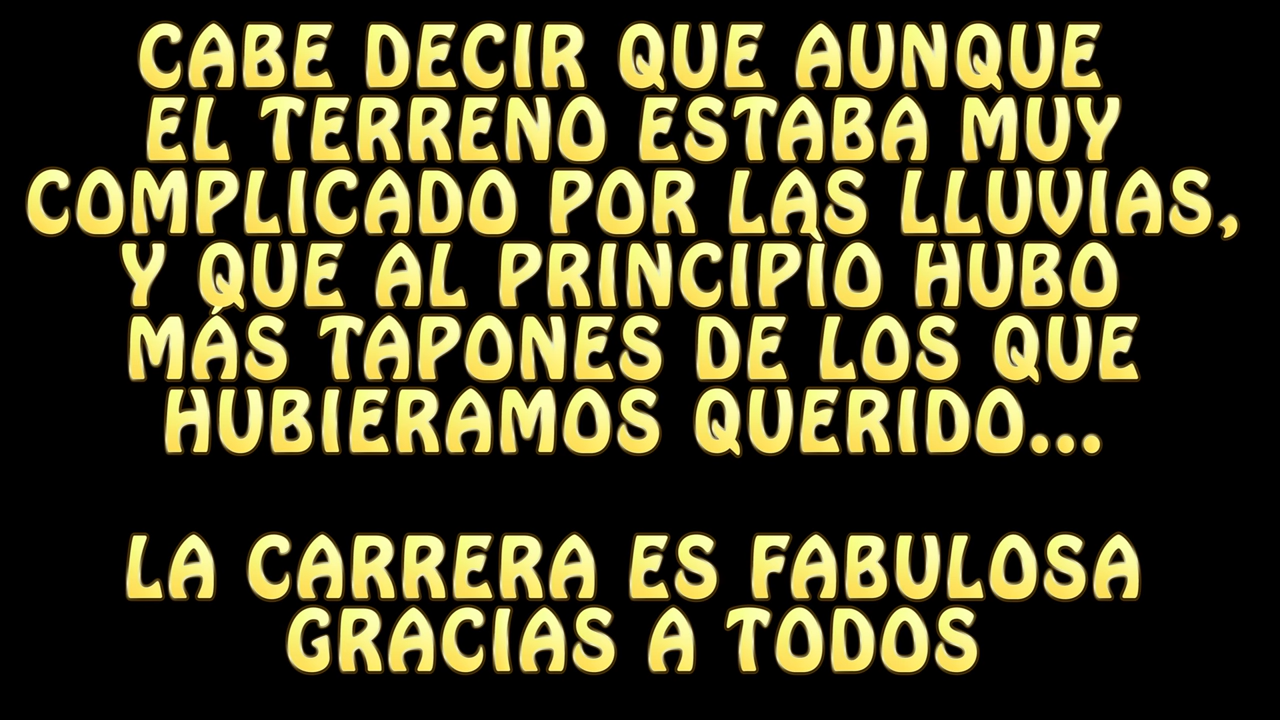 CABE DECIR QUE AUNQUE
EL TERRENO ESTABA MUY
COMPLICADO POR LAS LLUVIAS,
Y QUE AL PRINCIPÌO HUBO
MÁS TAPONES DE LOS QUE
HUBIERAMOS QUERIDO...
LA CARRERA ES FABULOSA
GRACIAS A TODOS